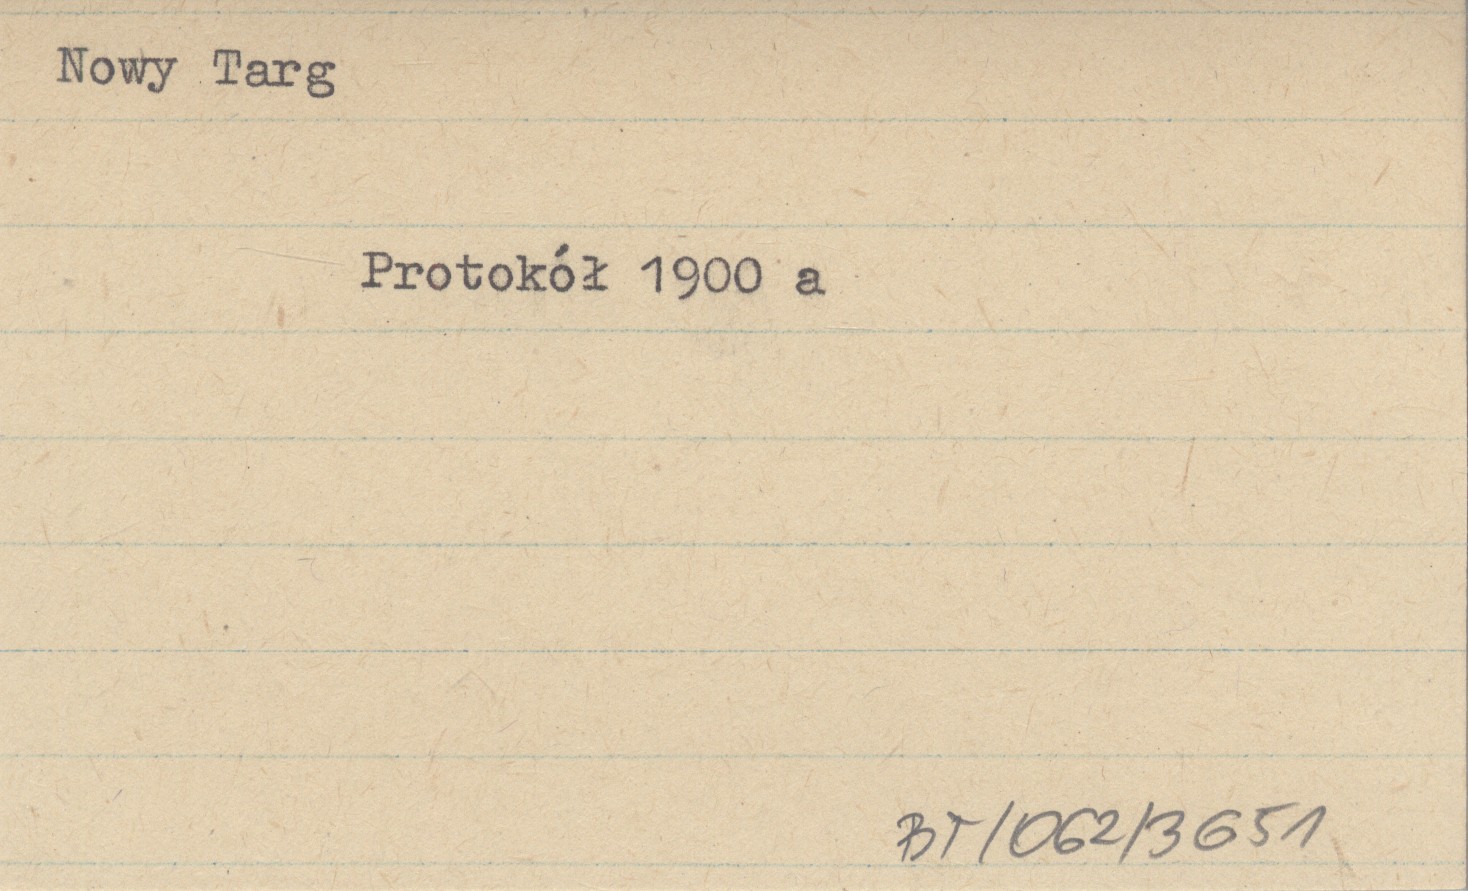 Nowy Targ
Protokół 1900 a
BT/062/3651